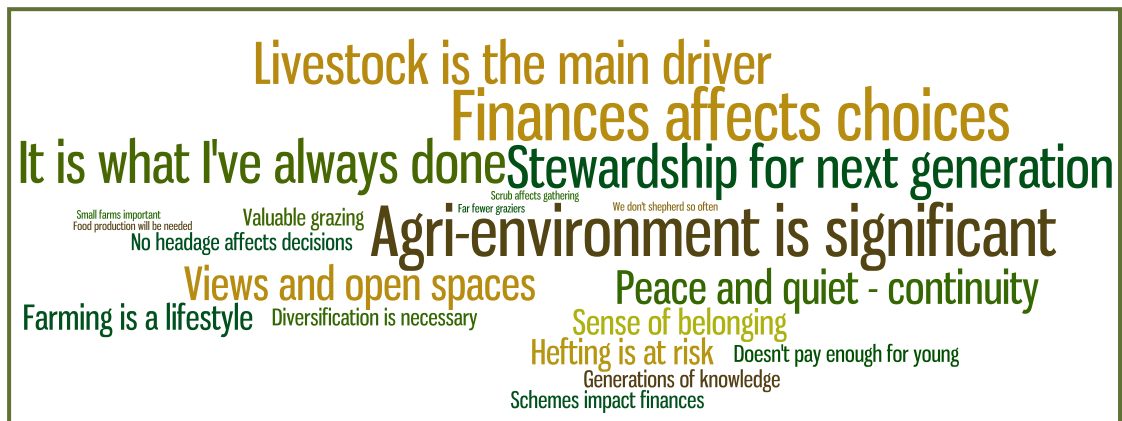 Livestock is the main driver
Finances affects choices
It is what I've always done
Stewardship for next generation
Scrub affects gathering
Far fewer graziers
We don't shepherd so often
Small farms important
Food production will be needed
Valuable grazing
Agri-environment is significant
No headage affects decisions
Views and open spaces
Peace and quiet - continuity
Farming is a lifestyle
Diversification is necessary
Sense of belonging
Hefting is at risk
Doesn't pay enough for young
Generations of knowledge
Schemes impact finances